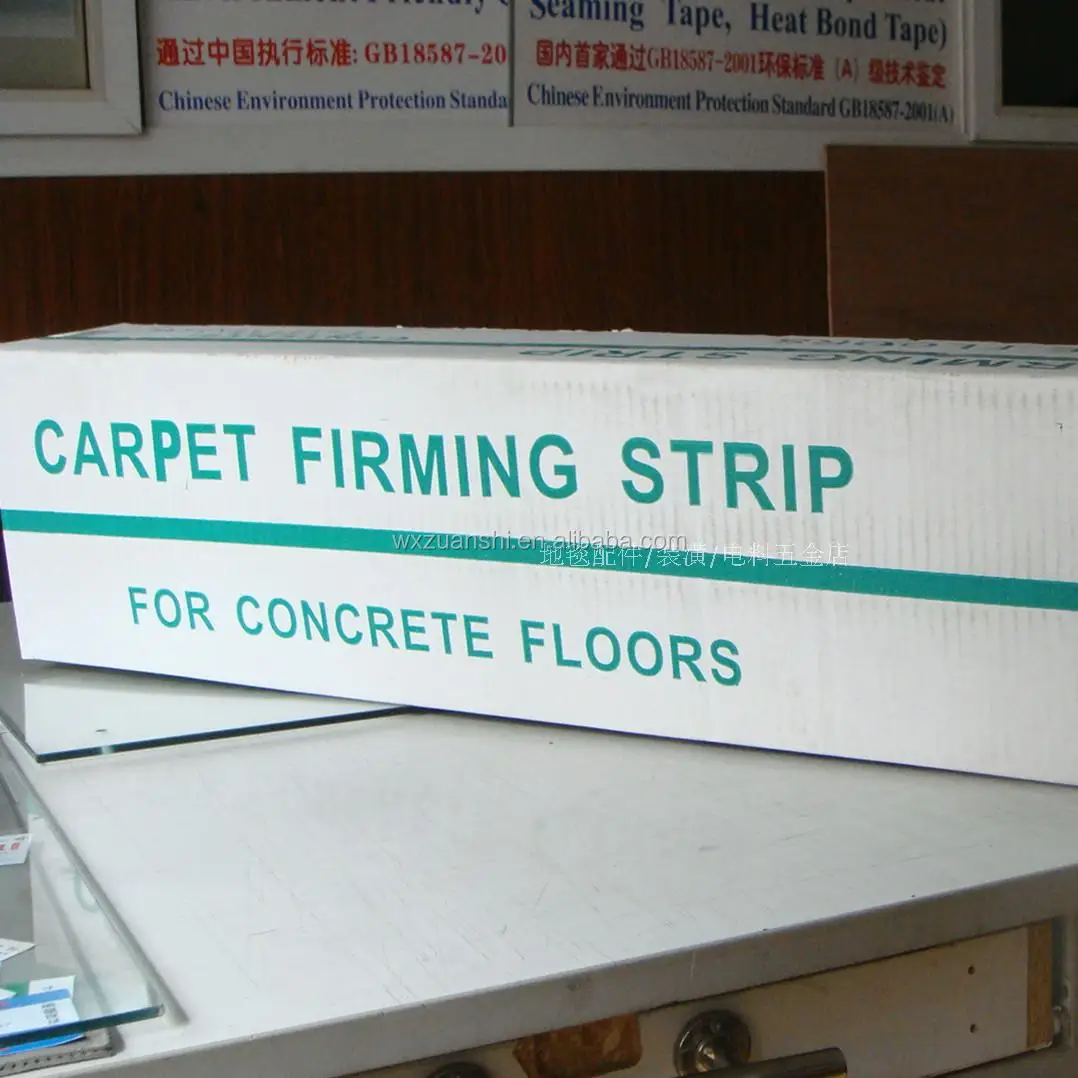 通过中国执行标准: GB18587-20
Chinese Environment Protection Standa
Seaming Tape, Heat Bond Tape)
国内首家通过GB18587-2001环保标准 (A) 级技术鉴定
Chinese Environment Protection Standard GB18587-2001(A)
RMING STRIP
CARPET FIRMING STRIP
wxzuanshi.en.alibaba.com
地毯配件/装潢/电料五金店
FOR CONCRETE FLOORS